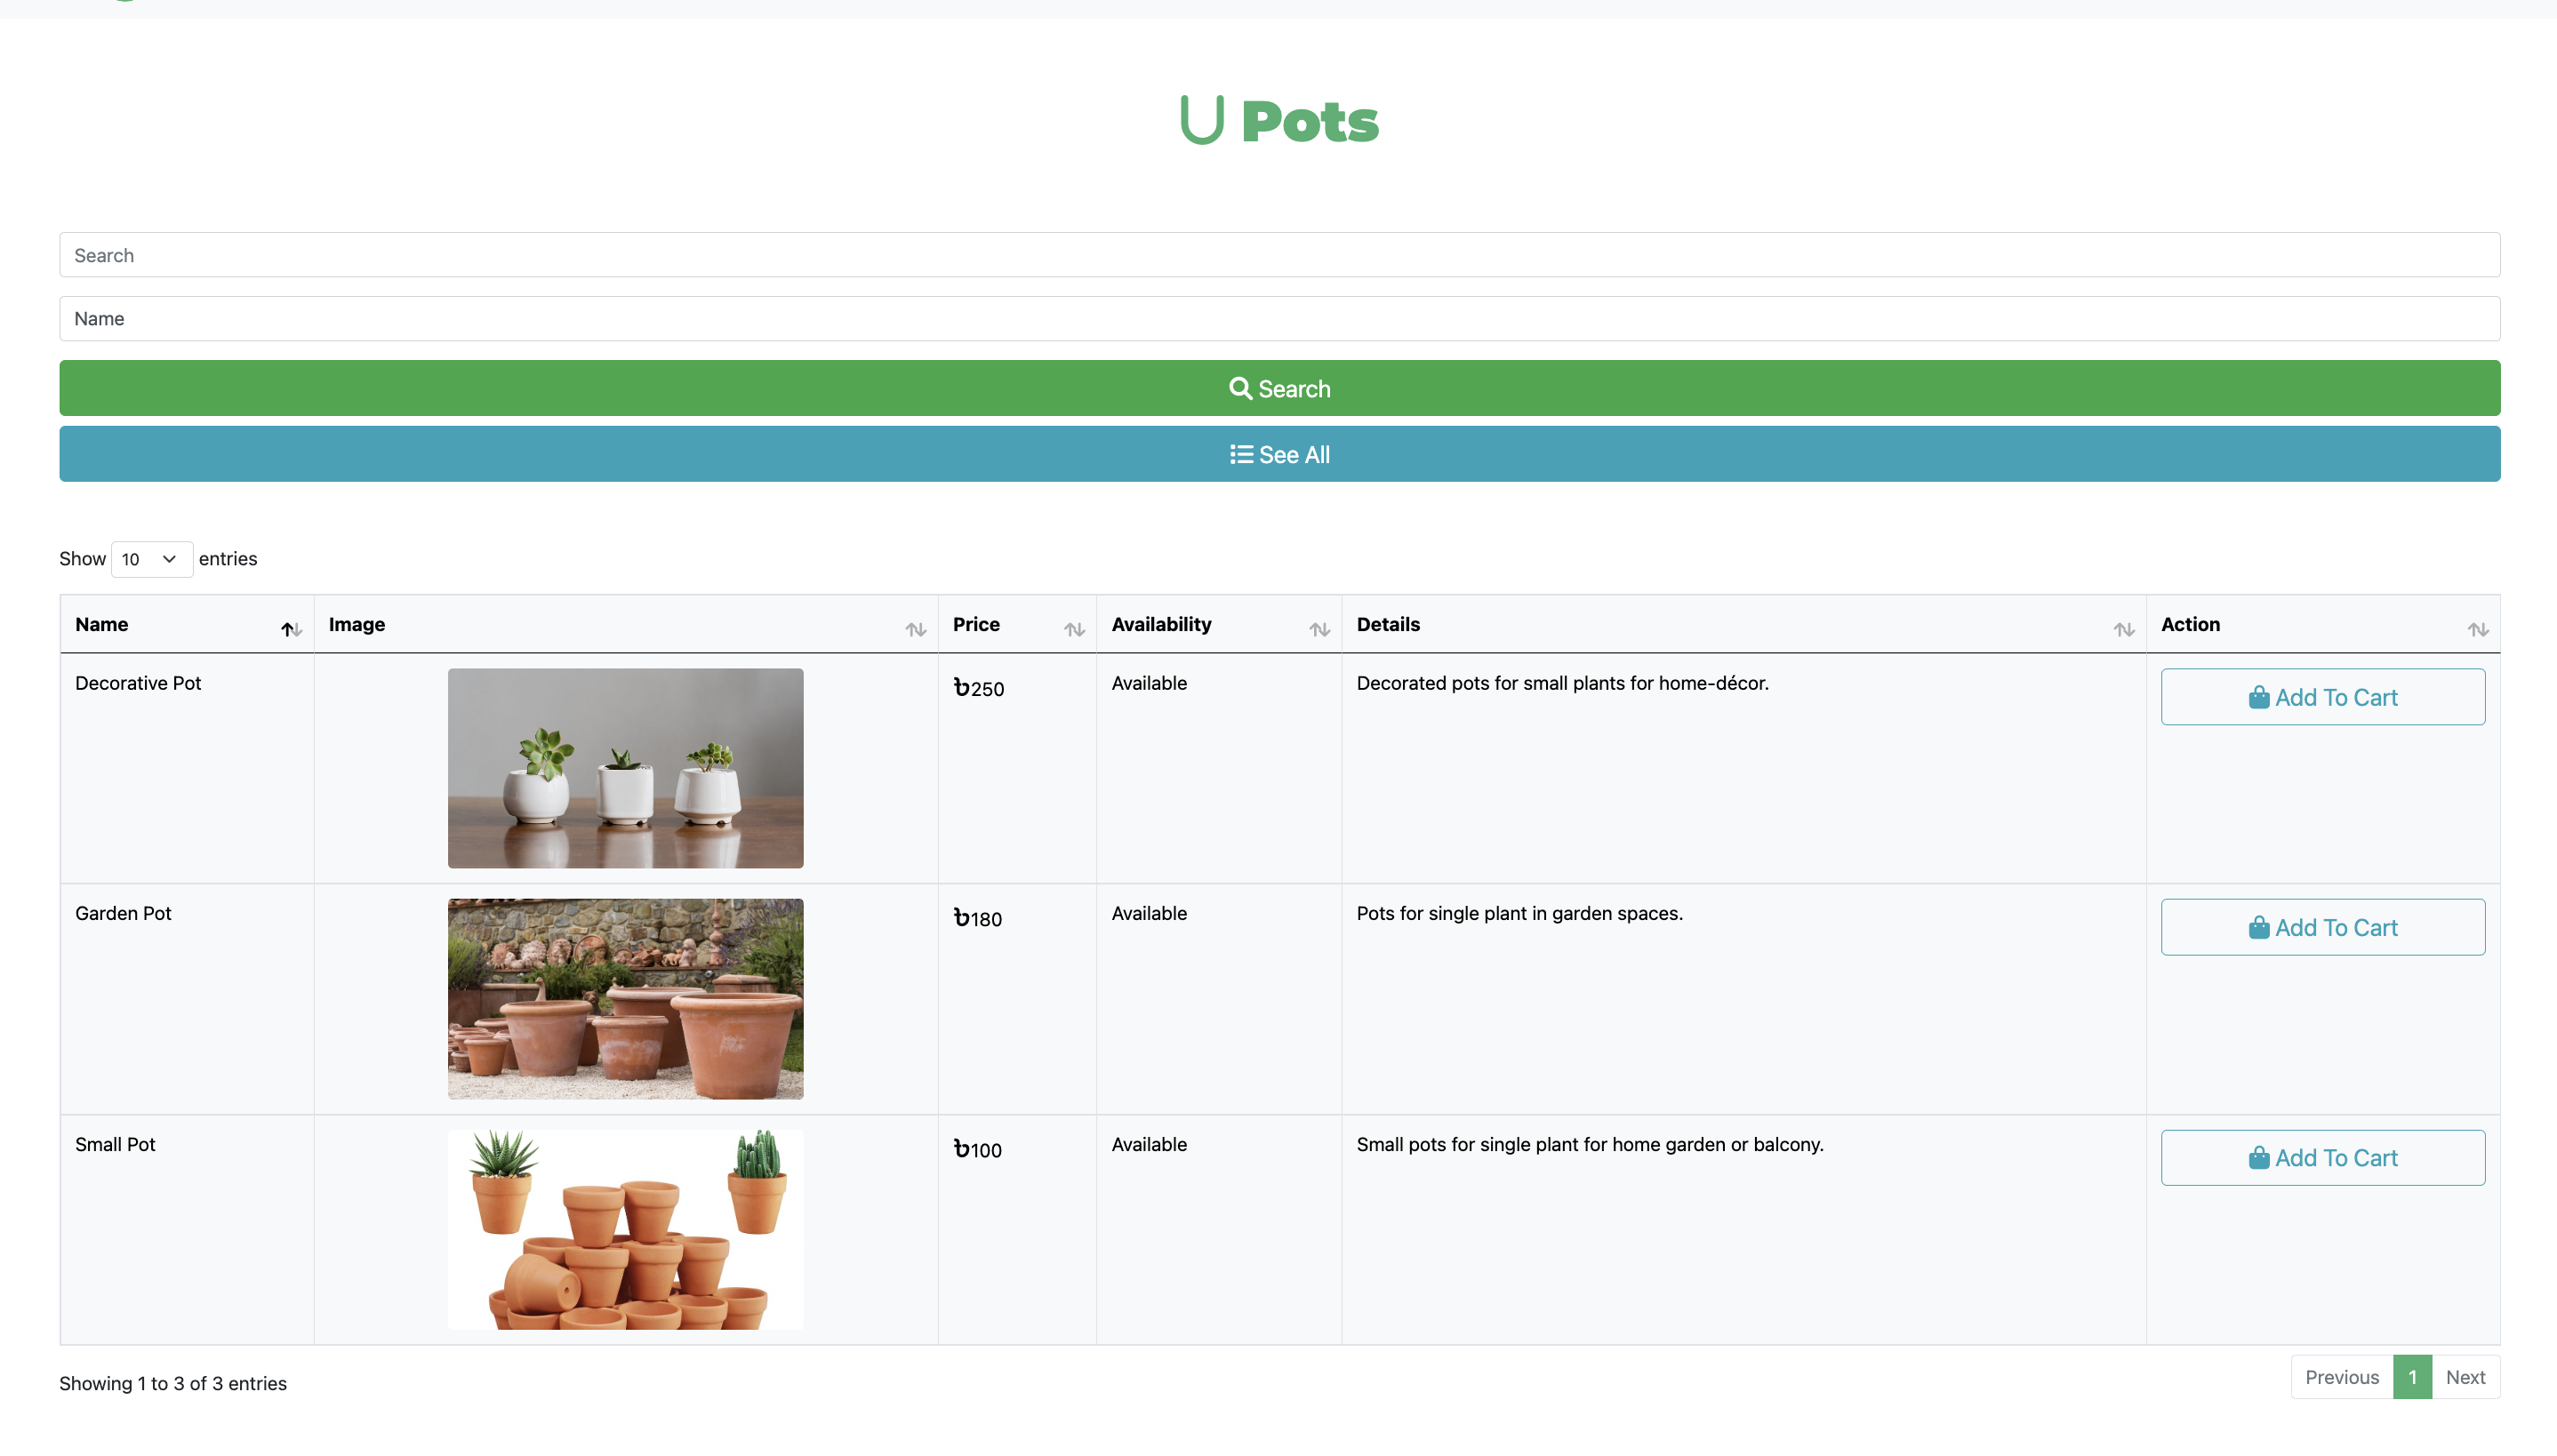 Pots
Search
Name
Search
See All
Show 10 entries
Name Image Price Availability Details Action
Decorative Pot ৳250 Available Decorated pots for small plants for home-décor. Add To Cart
Garden Pot ৳180 Available Pots for single plant in garden spaces. Add To Cart
Small Pot ৳100 Available Small pots for single plant for home garden or balcony. Add To Cart
Showing 1 to 3 of 3 entries
Previous 1 Next